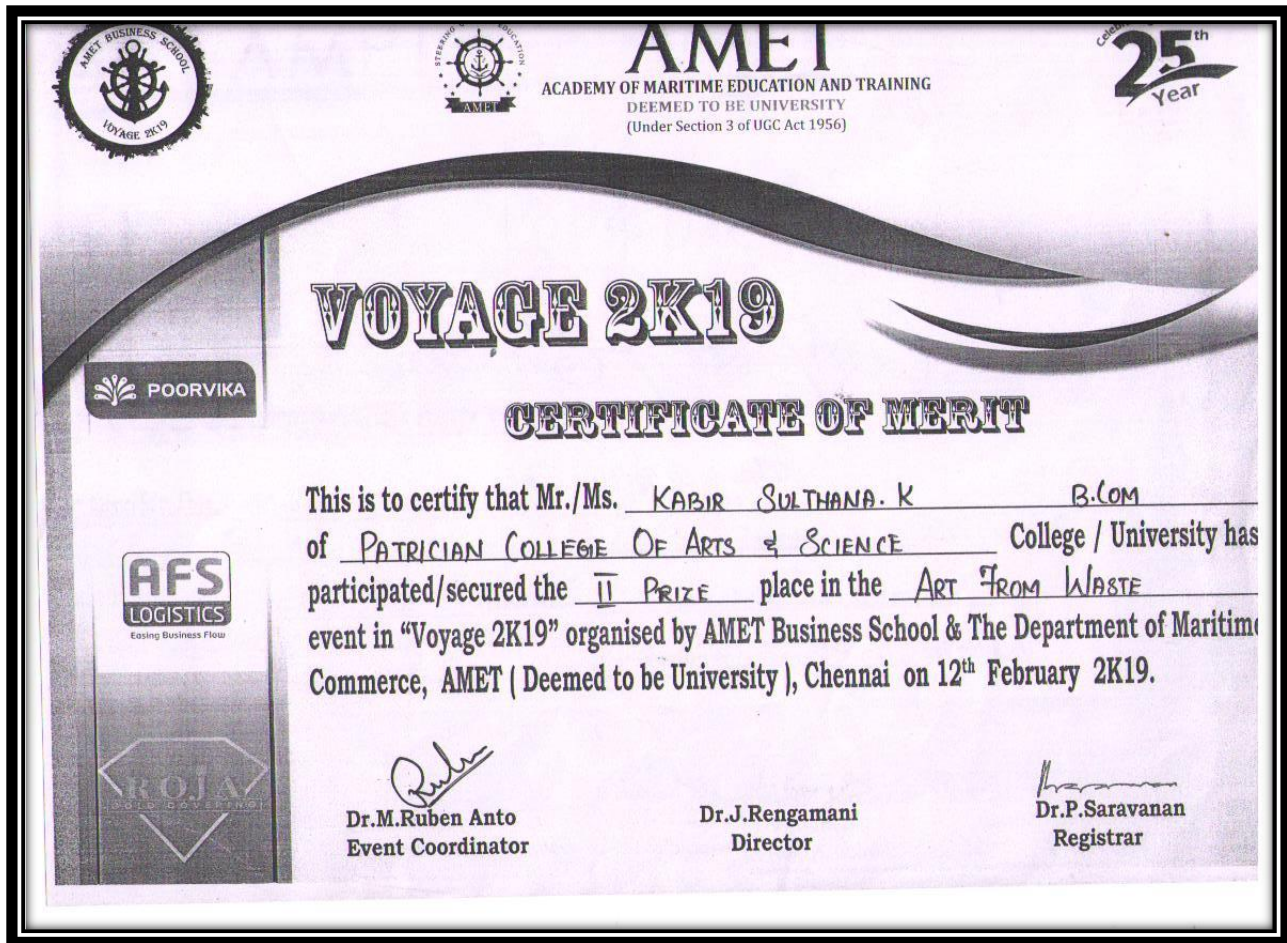 AMET BUSINESS SCHOOL
VOYAGE 2K19
EDUCATION
AMET
AMET
ACADEMY OF MARITIME EDUCATION AND TRAINING
DEEMED TO BE UNIVERSITY
(Under Section 3 of UGC Act 1956)
25th
Year
VOYAGE 2K19
POORVIKA
CERTIFICATE OF MERIT
This is to certify that Mr./Ms. KABIR SULTHANA. K B.COM
of PATRICIAN COLLEGE OF ARTS & SCIENCE College / University has
participated/secured the II PRIZE place in the ART FROM WASTE
event in “Voyage 2K19” organised by AMET Business School & The Department of Maritime
Commerce, AMET ( Deemed to be University ), Chennai on 12th February 2K19.
AFS
LOGISTICS
Easing Business Flow
ROJA
GOLD COVERING
Dr.M.Ruben Anto
Event Coordinator
Dr.J.Rengamani
Director
Dr.P.Saravanan
Registrar